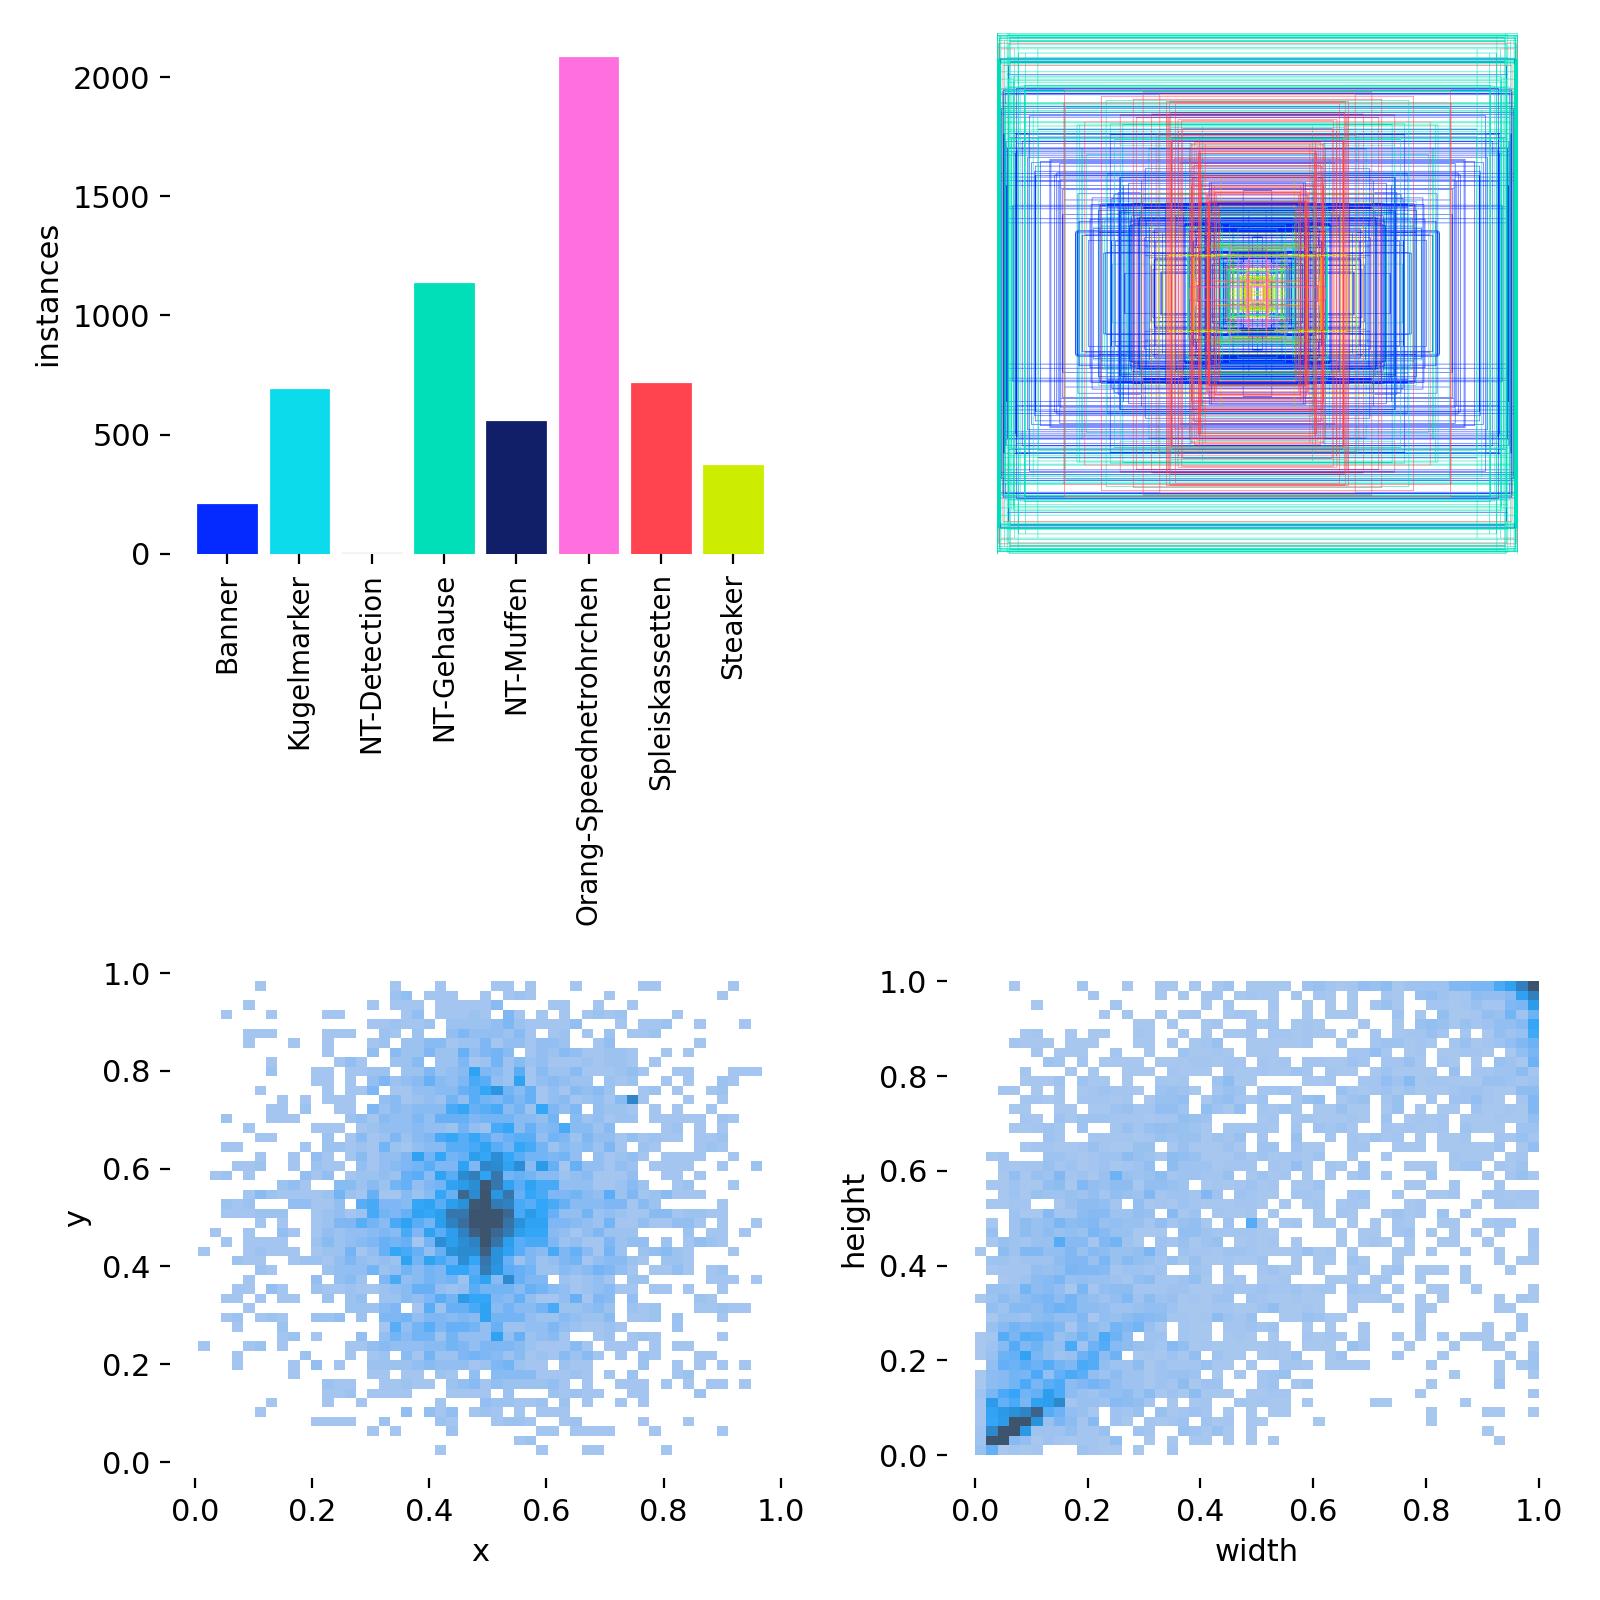 instances
2000
1500
1000
500
0
Banner
Kugelmarker
NT-Detection
NT-Gehause
NT-Muffen
Orang-Speednetrohrchen
Spleiskassetten
Steaker
y
1.0
0.8
0.6
0.4
0.2
0.0
0.0 0.2 0.4 0.6 0.8 1.0
x
height
1.0
0.8
0.6
0.4
0.2
0.0
0.0 0.2 0.4 0.6 0.8 1.0
width